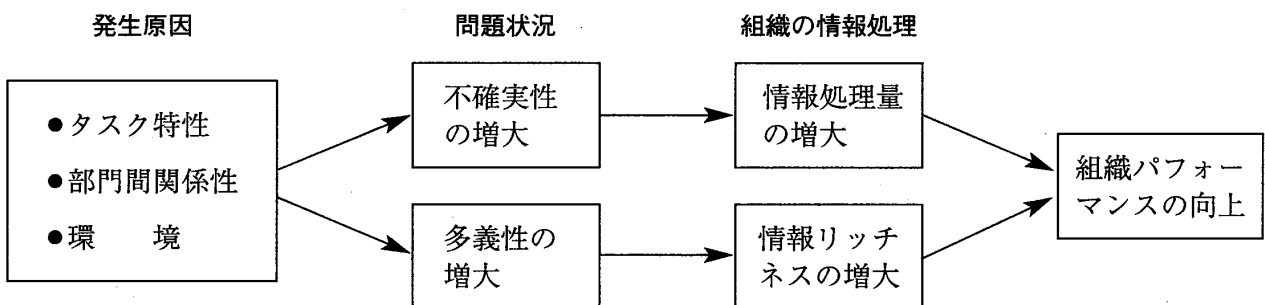 発生原因
問題状況
組織の情報処理
●タスク特性
●部門間関係性
●環　　境
不確実性
の増大
多義性の
増大
情報処理量
の増大
情報リッチ
ネスの増大
組織パフォー
マンスの向上